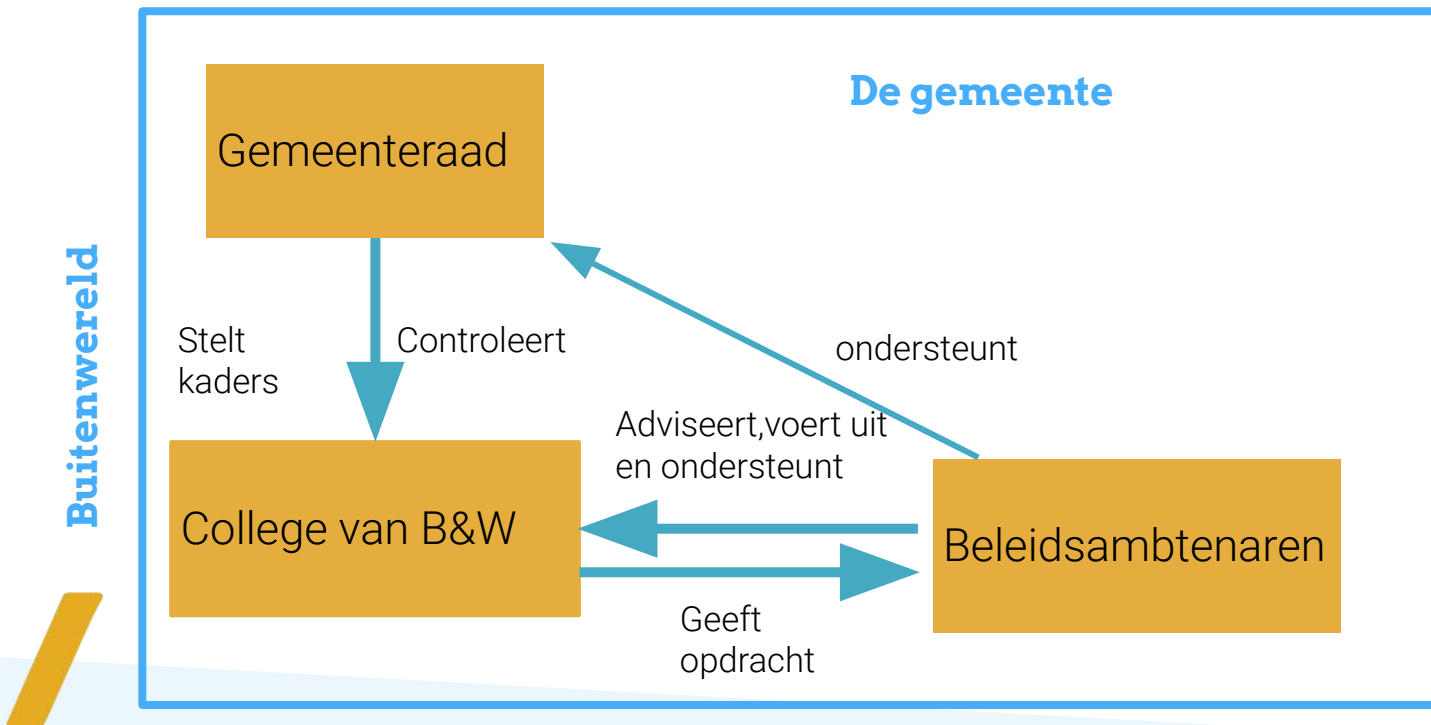 De gemeente
Gemeenteraad
Buitenwereld
Stelt
kaders
Controleert
ondersteunt
Adviseert,voert uit
en ondersteunt
College van B&W
Beleidsambtenaren
Geeft
opdracht